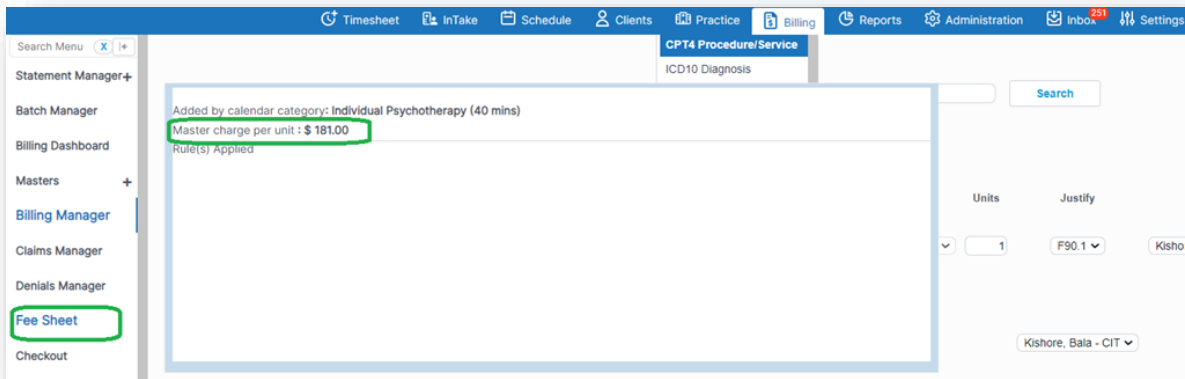 Timesheet InTake Schedule Clients Practice Billing Reports Administration Inbox 251 Settings
Search Menu X
CPT4 Procedure/Service
ICD10 Diagnosis
Statement Manager+
Search
Batch Manager
Added by calendar category: Individual Psychotherapy (40 mins)
Master charge per unit : $ 181.00
Rule(s) Applied
Billing Dashboard
Masters +
Units Justify
Billing Manager
1 F90.1 Kisho
Claims Manager
Denials Manager
Fee Sheet
Kishore, Bala - CIT
Checkout